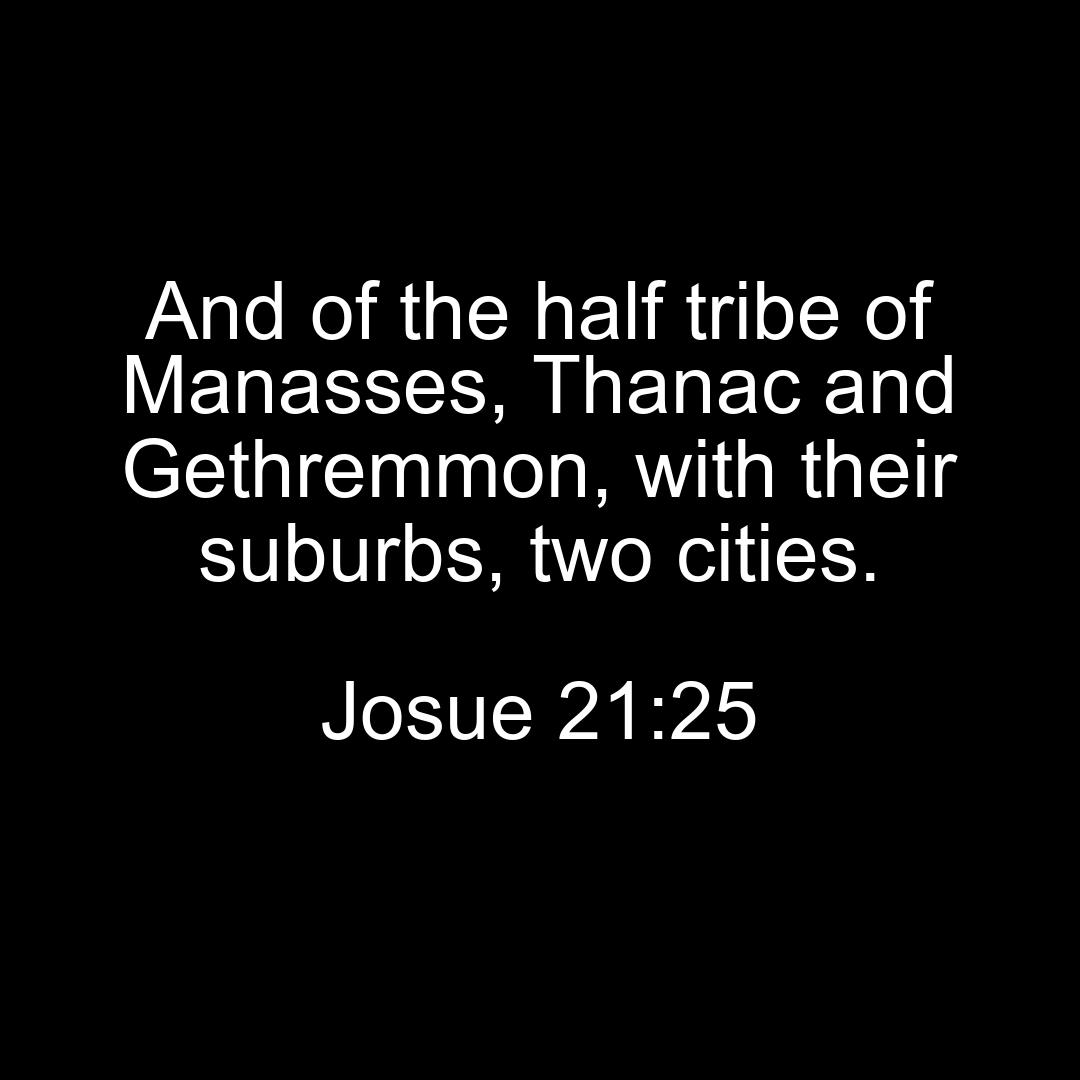 And of the half tribe of
Manasses, Thanac and
Gethremmon, with their
suburbs, two cities.
Josue 21:25